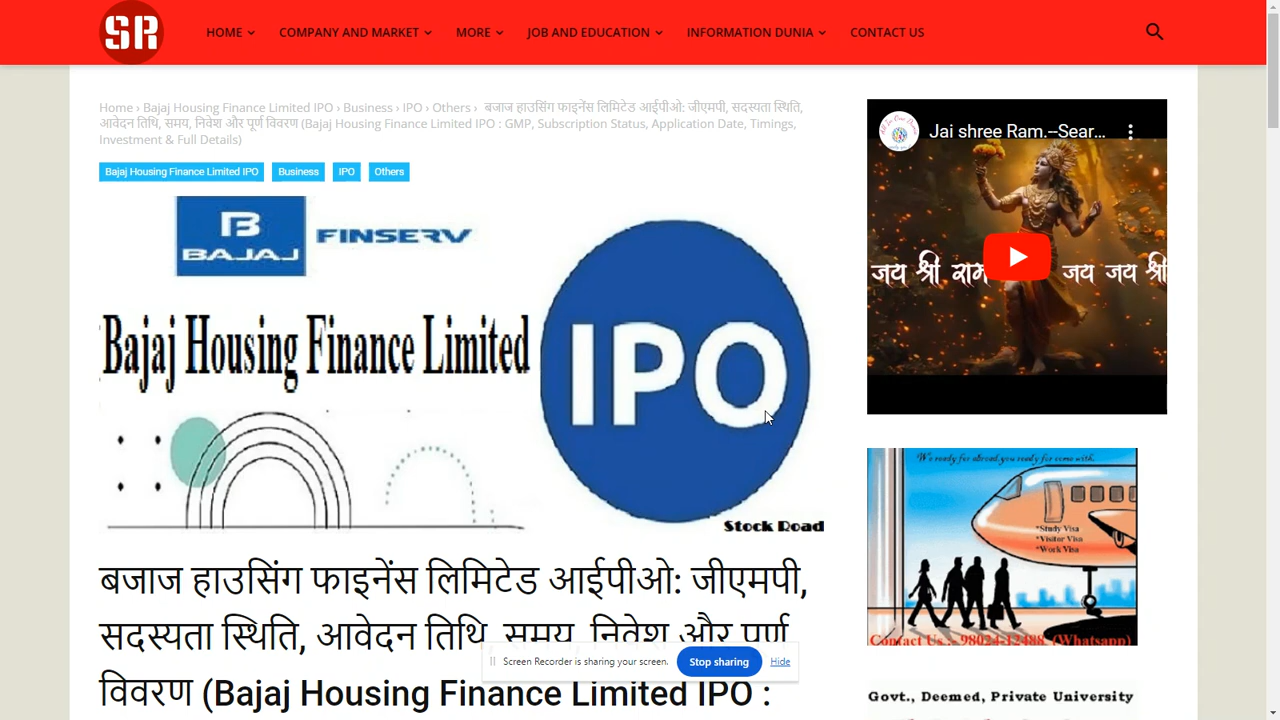 SR
HOME
COMPANY AND MARKET
MORE
JOB AND EDUCATION
INFORMATION DUNIA
CONTACT US
Home › Bajaj Housing Finance Limited IPO › Business › IPO › Others › बजाज हाउसिंग फाइनेंस लिमिटेड आईपीओ: जीएमपी, सदस्यता स्थिति,
आवेदन तिथि, समय, निवेश और पूर्ण विवरण (Bajaj Housing Finance Limited IPO : GMP, Subscription Status, Application Date, Timings,
Investment & Full Details)
Bajaj Housing Finance Limited IPO
Business
IPO
Others
B
BAJAJ
FINSERV
Bajaj Housing Finance Limited
IPO
Stock Road
बजाज हाउसिंग फाइनेंस लिमिटेड आईपीओ: जीएमपी,
सदस्यता स्थिति, आवेदन तिथि, समय, निवेश और पूर्ण
विवरण (Bajaj Housing Finance Limited IPO :
Screen Recorder is sharing your screen.
Stop sharing
Hide
Jai shree Ram.–Sear...
जय श्री राम
जय जय श्री
We ready for abroad,you ready for come with.
*Study Visa
*Visitor Visa
*Work Visa
Contact Us.:- 98024-12488. (Whatsapp)
Govt., Deemed, Private University